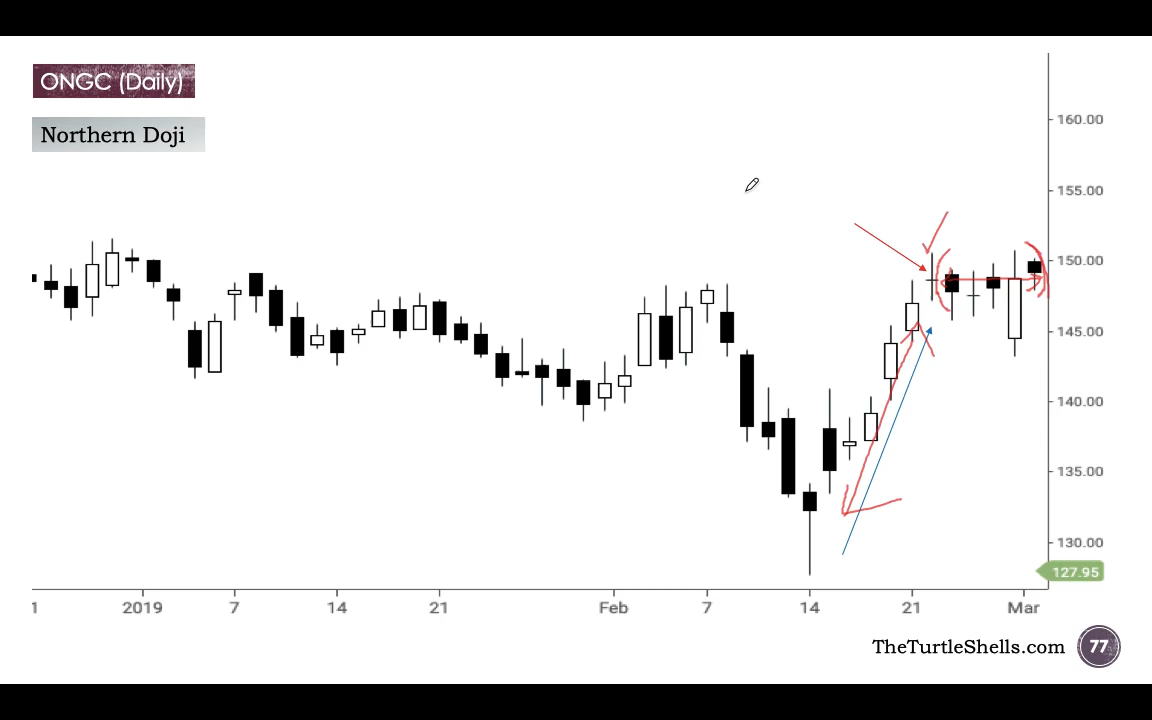 ONGC (Daily)
Northern Doji
160.00
155.00
150.00
145.00
140.00
135.00
130.00
127.95
1 2019 7 14 21 Feb 7 14 21 Mar
TheTurtleShells.com 77